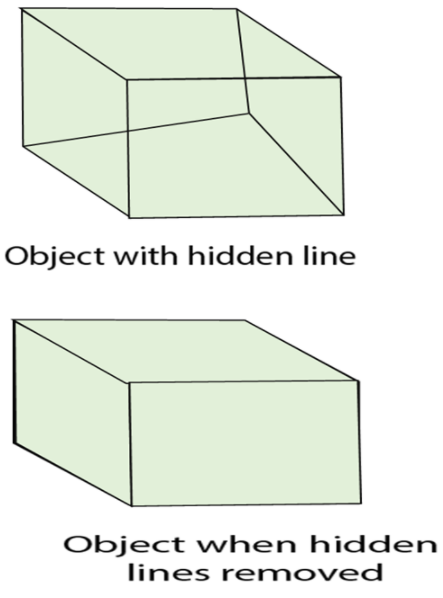 Object with hidden line
Object when hidden
lines removed